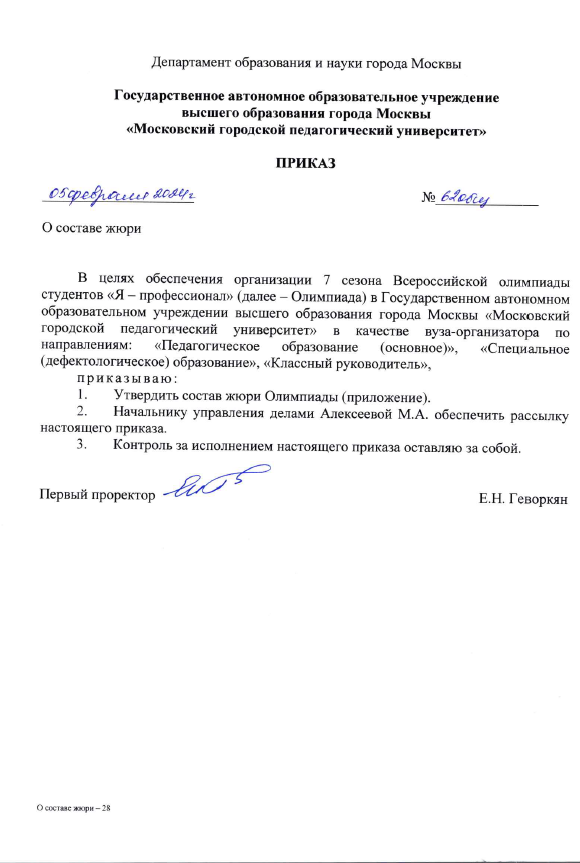 Департамент образования и науки города Москвы
Государственное автономное образовательное учреждение
высшего образования города Москвы
«Московский городской педагогический университет»
ПРИКАЗ
05 февраля 2024 г
№ 62общ
О составе жюри
В целях обеспечения организации 7 сезона Всероссийской олимпиады
студентов «Я – профессионал» (далее – Олимпиада) в Государственном автономном
образовательном учреждении высшего образования города Москвы «Московский
городской педагогический университет» в качестве вуза-организатора по
направлениям: «Педагогическое образование (основное)», «Специальное
(дефектологическое) образование», «Классный руководитель»,
приказываю:
1. Утвердить состав жюри Олимпиады (приложение).
2. Начальнику управления делами Алексеевой М.А. обеспечить рассылку
настоящего приказа.
3. Контроль за исполнением настоящего приказа оставляю за собой.
Первый проректор
Е.Н. Геворкян
О составе жюри – 28